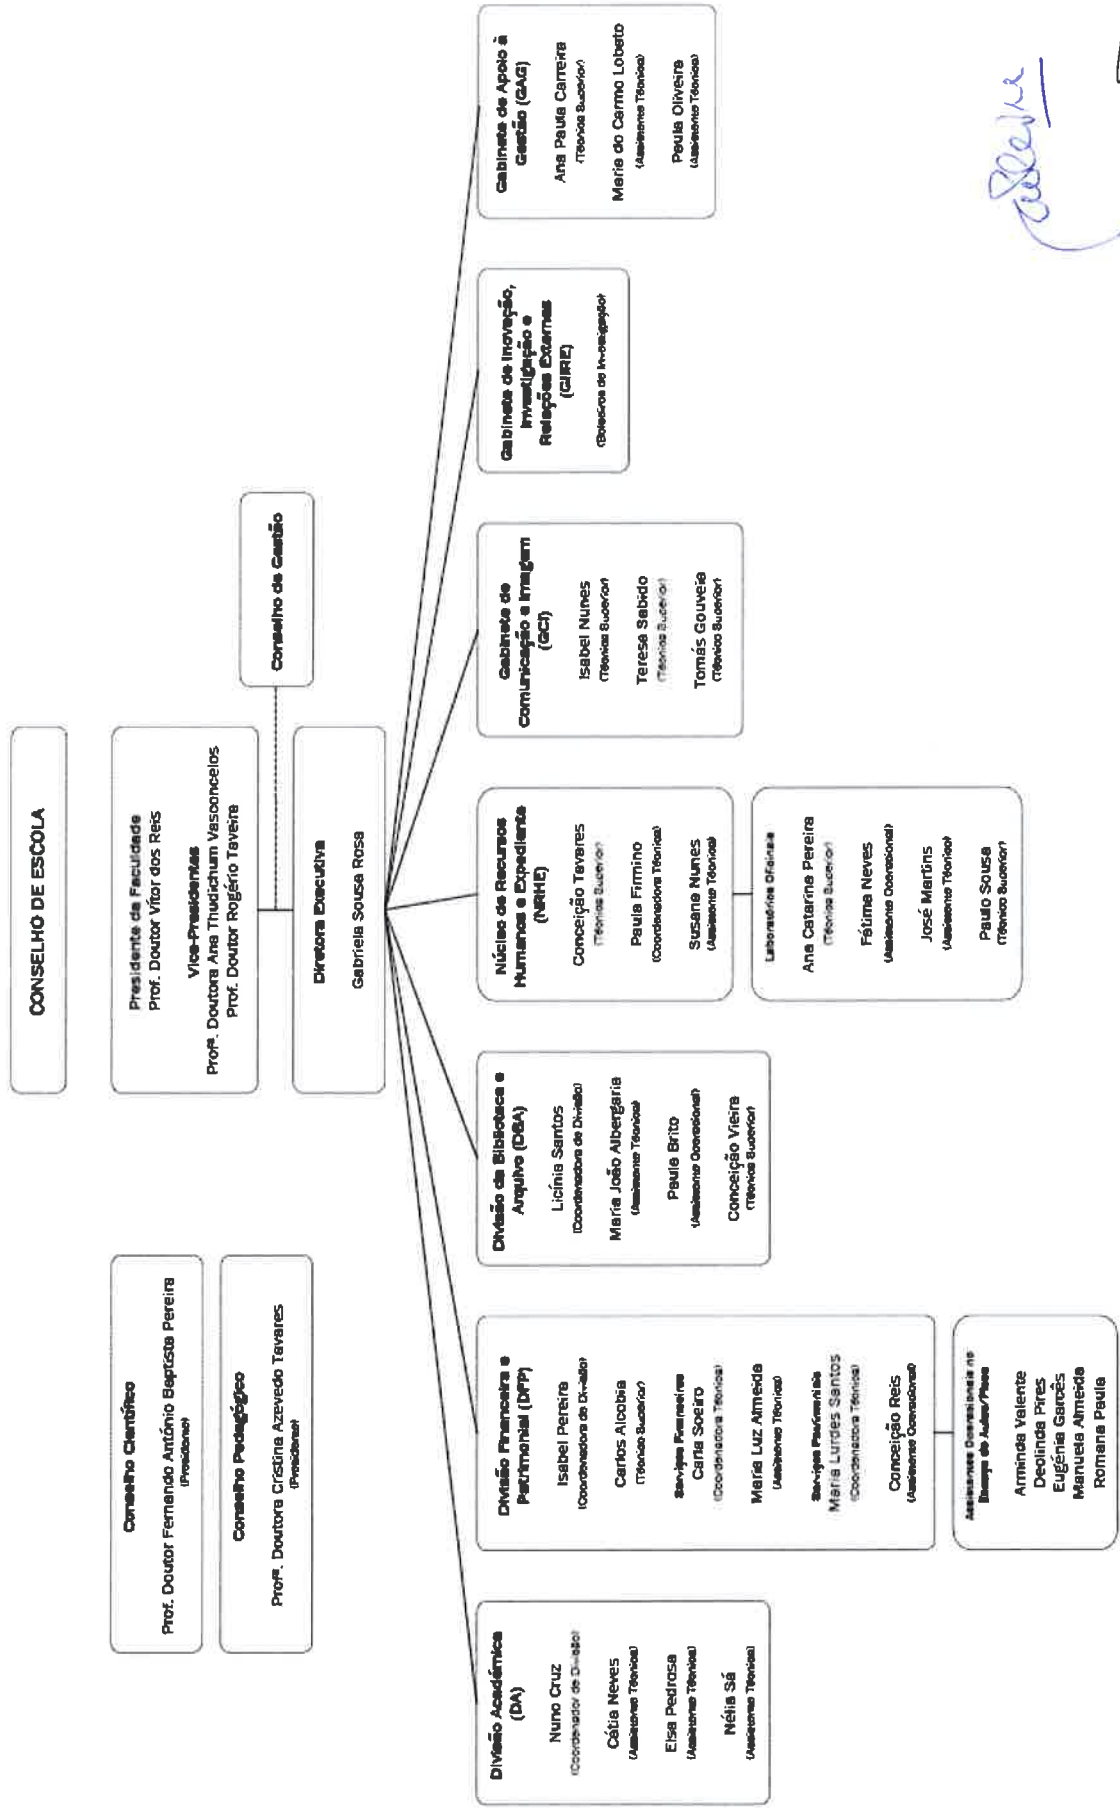 CONSELHO DE ESCOLA
Conselho Científico
Prof. Doutor Fernando António Baptista Pereira
(Presidente)
Conselho Pedagógico
Profª. Doutora Cristina Azevedo Tavares
(Presidente)
Presidente da Faculdade
Prof. Doutor Vítor dos Reis
Vice-Presidentes
Profª. Doutora Ana Thudichum Vasconcelos
Prof. Doutor Rogério Taveira
Conselho de Gestão
Diretora Executiva
Gabriela Sousa Rosa
Divisão Académica
(DA)
Nuno Cruz
(Coordenador de Divisão)
Cátia Neves
(Assistente Técnica)
Elsa Pedrosa
(Assistente Técnica)
Nélia Sá
(Assistente Técnica)
Divisão Financeira e
Patrimonial (DFP)
Isabel Pereira
(Coordenadora de Divisão)
Carlos Alcobia
(Técnico Superior)
Serviços Financeiros
Carla Soeiro
(Coordenadora Técnica)
Maria Luz Almeida
(Assistente Técnica)
Serviços Patrimoniais
Maria Lurdes Santos
(Coordenadora Técnica)
Conceição Reis
(Assistente Operacional)
Assistentes Operacionais no
Espaço de Aulas/Pisos
Arminda Valente
Deolinda Pires
Eugénia Garcês
Manuela Almeida
Romana Paula
Divisão da Biblioteca e
Arquivo (DBA)
Licínia Santos
(Coordenadora de Divisão)
Maria João Albergaria
(Assistente Técnica)
Paula Brito
(Assistente Operacional)
Conceição Vieira
(Técnica Superior)
Núcleo de Recursos
Humanos e Expediente
(NRHE)
Conceição Tavares
(Técnica Superior)
Paula Firmino
(Coordenadora Técnica)
Susana Nunes
(Assistente Técnica)
Laboratórios Oficinais
Ana Catarina Pereira
(Técnica Superior)
Fátima Neves
(Assistente Operacional)
José Martins
(Assistente Técnico)
Paulo Sousa
(Técnico Superior)
Gabinete de
Comunicação e Imagem
(GCI)
Isabel Nunes
(Técnica Superior)
Teresa Sabido
(Técnica Superior)
Tomás Gouveia
(Técnico Superior)
Gabinete de Inovação,
Investigação e
Relações Externas
(GIIRE)
(Bolseiros de Investigação)
Gabinete de Apoio à
Gestão (GAG)
Ana Paula Carreira
(Técnica Superior)
Maria do Carmo Lobato
(Assistente Técnica)
Paula Oliveira
(Assistente Técnica)